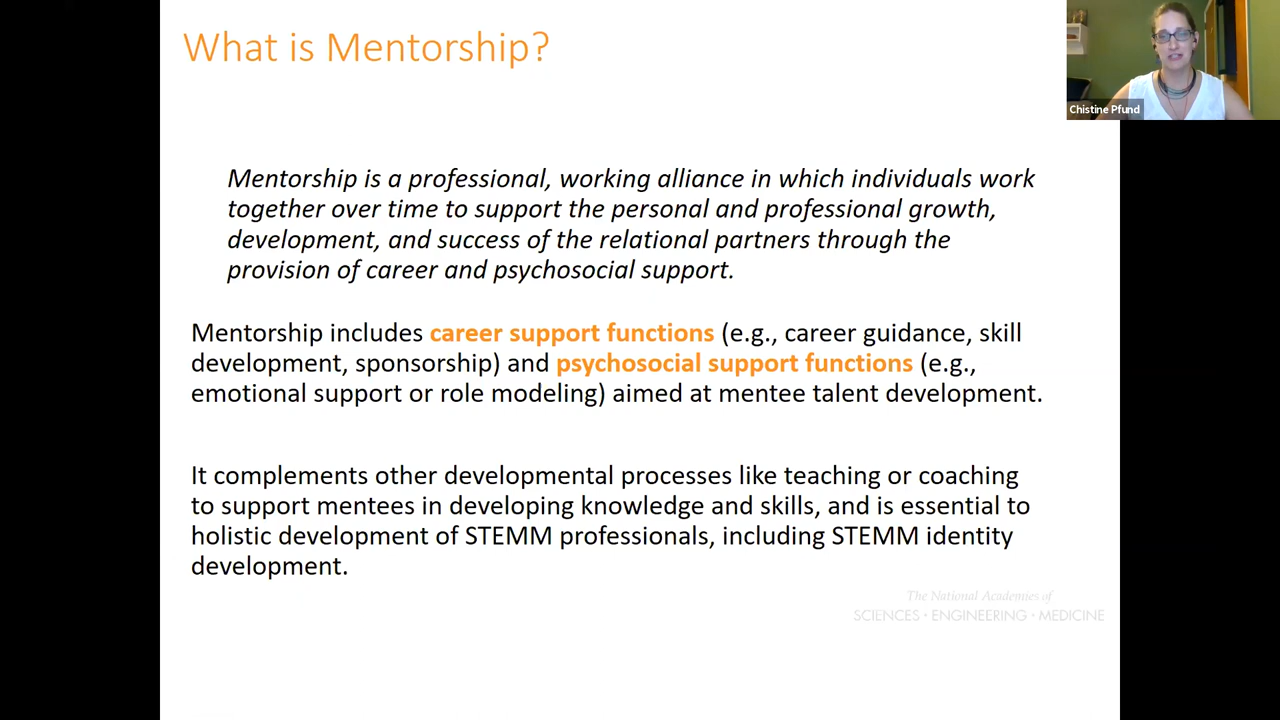 What is Mentorship?
Chistine Pfund
Mentorship is a professional, working alliance in which individuals work
together over time to support the personal and professional growth,
development, and success of the relational partners through the
provision of career and psychosocial support.
Mentorship includes career support functions (e.g., career guidance, skill
development, sponsorship) and psychosocial support functions (e.g.,
emotional support or role modeling) aimed at mentee talent development.
It complements other developmental processes like teaching or coaching
to support mentees in developing knowledge and skills, and is essential to
holistic development of STEMM professionals, including STEMM identity
development.
The National Academies of
SCIENCES · ENGINEERING · MEDICINE